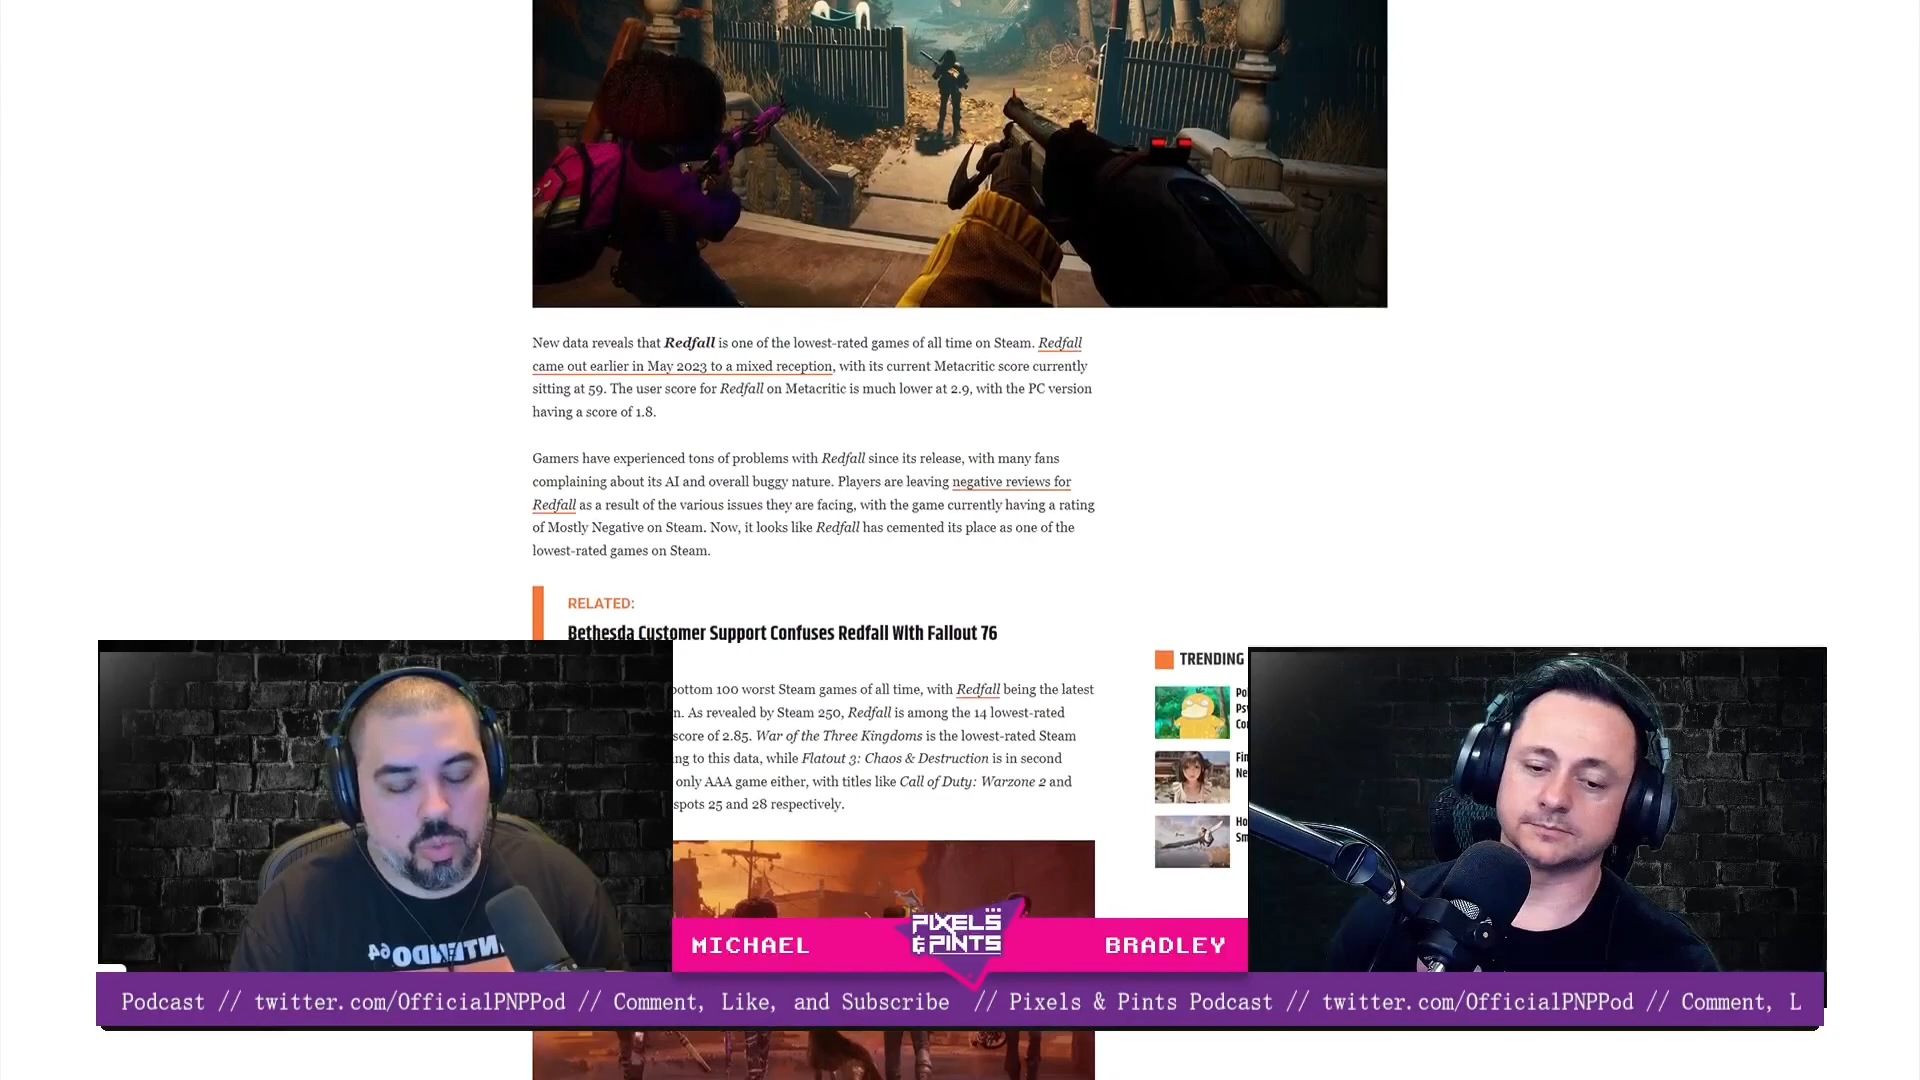 New data reveals that Redfall is one of the lowest-rated games of all time on Steam. Redfall
came out earlier in May 2023 to a mixed reception, with its current Metacritic score currently
sitting at 59. The user score for Redfall on Metacritic is much lower at 2.9, with the PC version
having a score of 1.8.
Gamers have experienced tons of problems with Redfall since its release, with many fans
complaining about its AI and overall buggy nature. Players are leaving negative reviews for
Redfall as a result of the various issues they are facing, with the game currently having a rating
of Mostly Negative on Steam. Now, it looks like Redfall has cemented its place as one of the
lowest-rated games on Steam.
RELATED:
Bethesda Customer Support Confuses Redfall With Fallout 76
bottom 100 worst Steam games of all time, with Redfall being the latest
n. As revealed by Steam 250, Redfall is among the 14 lowest-rated
score of 2.85. War of the Three Kingdoms is the lowest-rated Steam
ng to this data, while Flatout 3: Chaos & Destruction is in second
only AAA game either, with titles like Call of Duty: Warzone 2 and
spots 25 and 28 respectively.
TRENDING
Po
Psy
Co
Fin
Ne
Ho
Sm
NINTENDO64
MICHAEL
PIXELS
& PINTS
BRADLEY
Podcast // twitter.com/OfficialPNPPod // Comment, Like, and Subscribe // Pixels & Pints Podcast // twitter.com/OfficialPNPPod // Comment, L